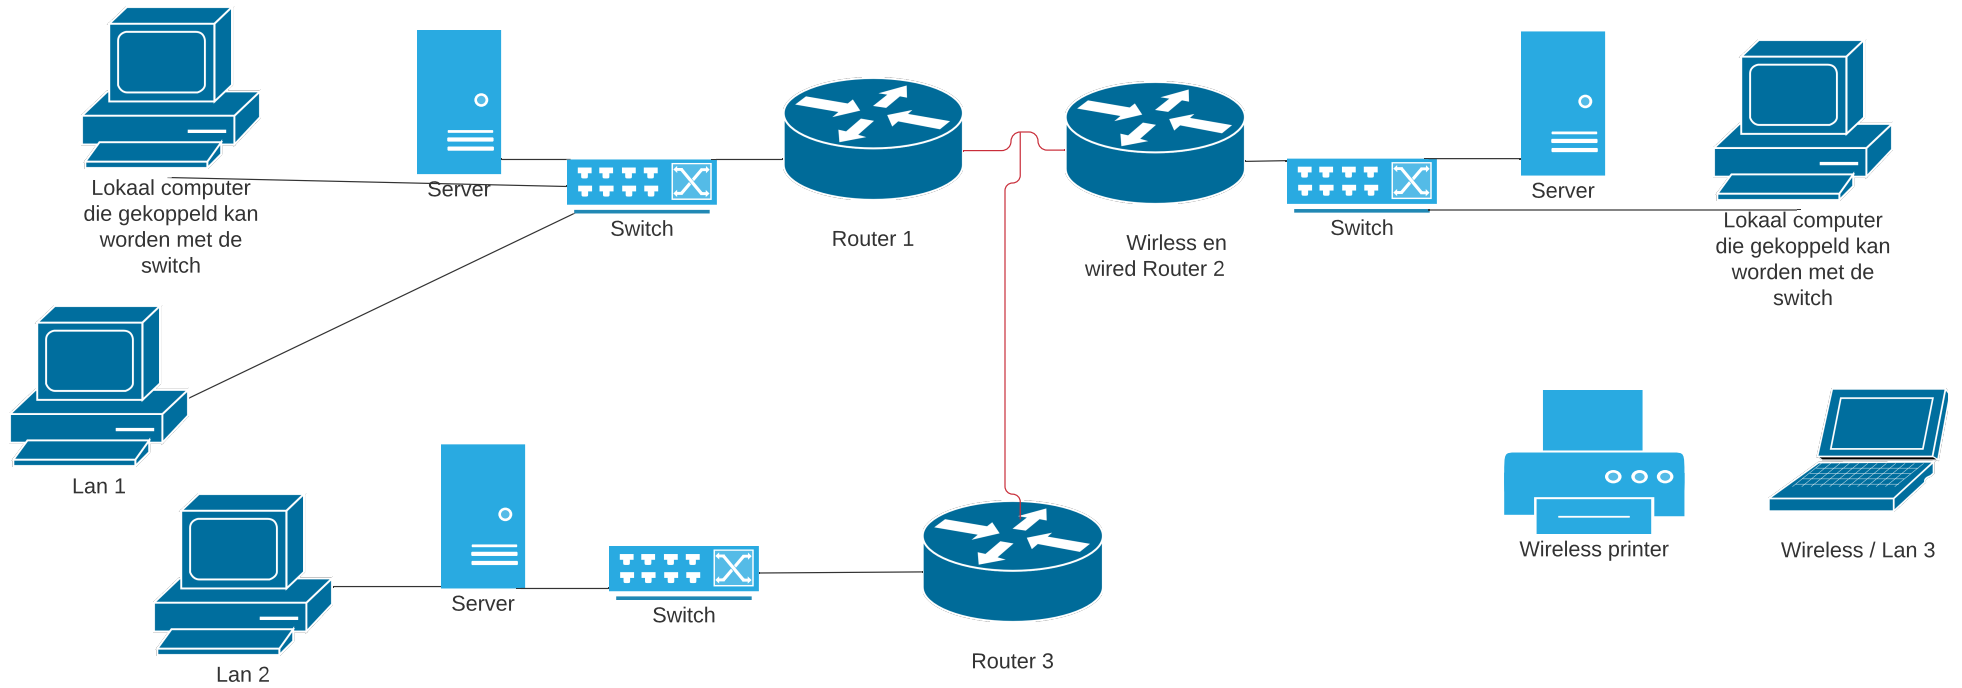 Lokaal computer
die gekoppeld kan
worden met de
switch
Server
Switch
Router 1
Wirless en
wired Router 2
Switch
Server
Lokaal computer
die gekoppeld kan
worden met de
switch
Lan 1
Lan 2
Server
Switch
Router 3
Wireless printer
Wireless / Lan 3